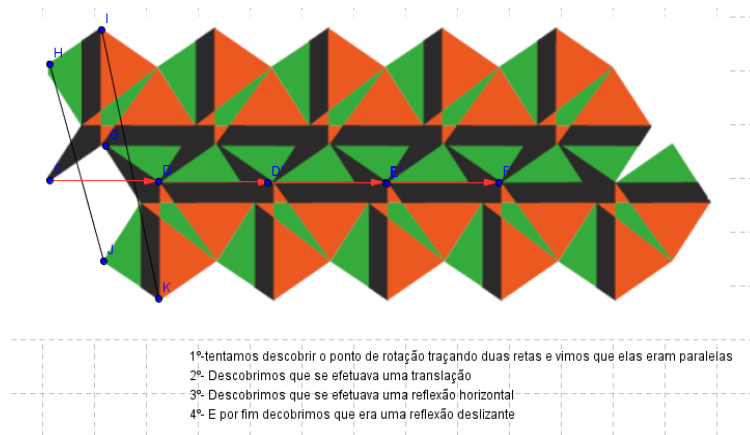 I
H
G
D
D'
E
F
J
K
1º-tentamos descobrir o ponto de rotação traçando duas retas e vimos que elas eram paralelas
2º- Descobrimos que se efetuava uma translação
3º- Descobrimos que se efetuava uma reflexão horizontal
4º- E por fim decobrimos que era uma reflexão deslizante